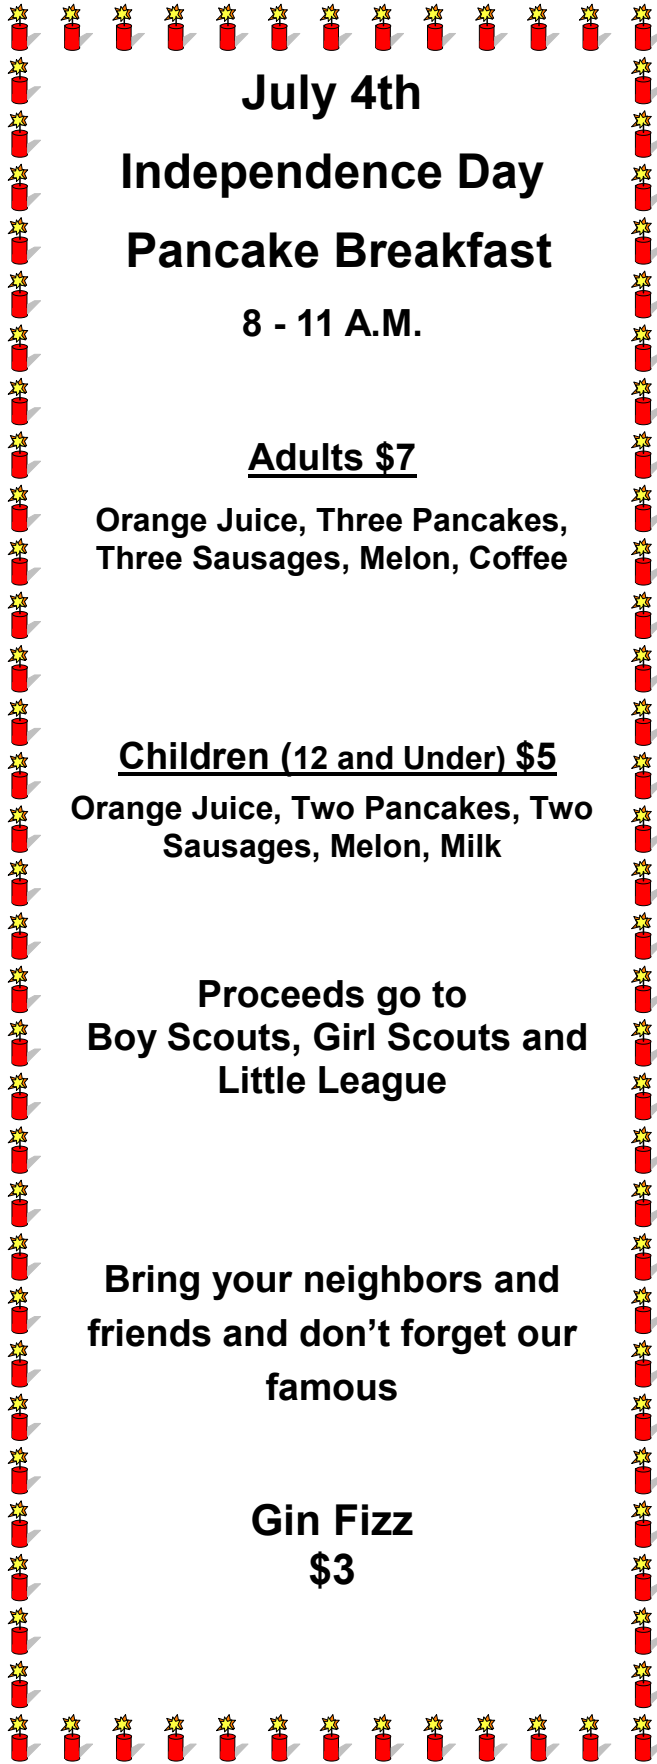 July 4th
Independence Day
Pancake Breakfast
8 - 11 A.M.
Adults $7
Orange Juice, Three Pancakes,
Three Sausages, Melon, Coffee
Children (12 and Under) $5
Orange Juice, Two Pancakes, Two
Sausages, Melon, Milk
Proceeds go to
Boy Scouts, Girl Scouts and
Little League
Bring your neighbors and
friends and don’t forget our
famous
Gin Fizz
$3